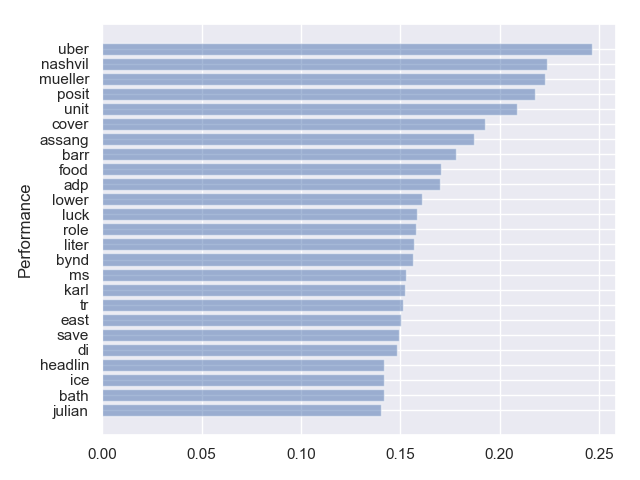 uber
nashvil
mueller
posit
unit
cover
assang
barr
food
adp
lower
luck
role
liter
bynd
ms
karl
tr
east
save
di
headlin
ice
bath
julian
Performance
0.00 0.05 0.10 0.15 0.20 0.25